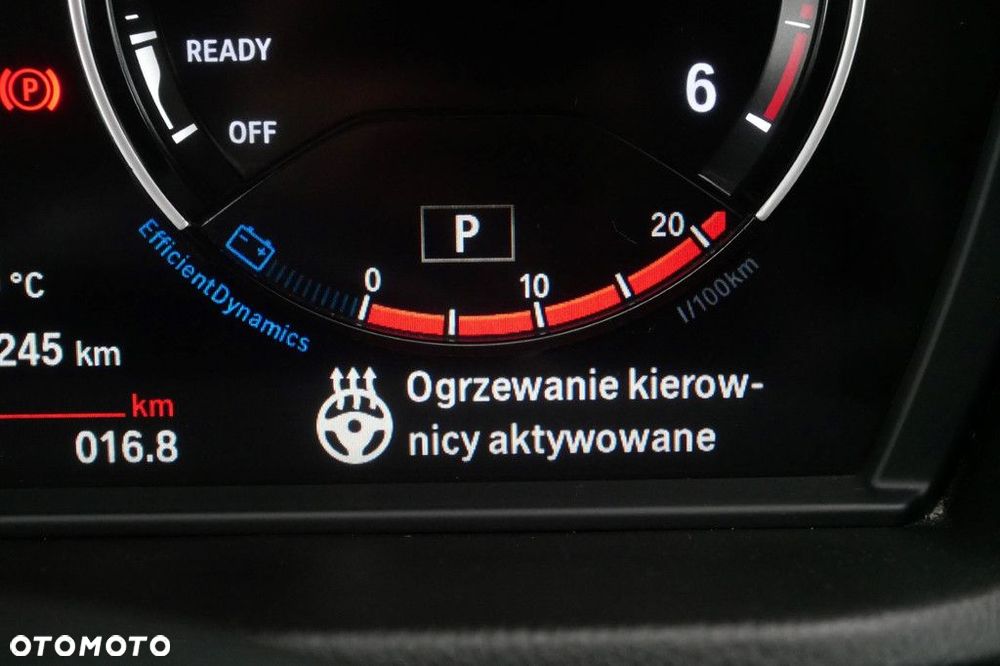 READY
P
6
OFF
P
20
EfficientDynamics
0
10
l/100km
°C
245 km
km
016.8
Ogrzewanie kierow-
nicy aktywowane
OTOMOTO